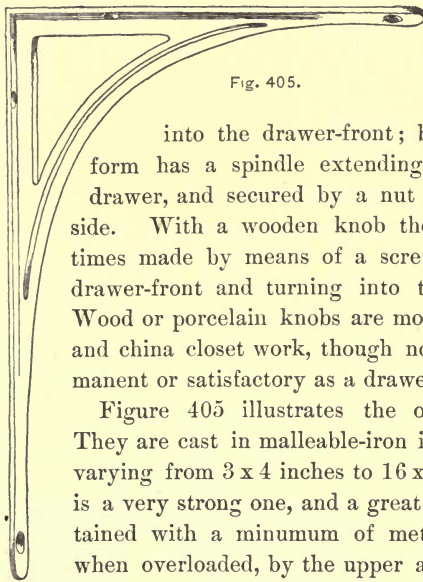 Fig. 405.
into the drawer-front; b
form has a spindle extending
drawer, and secured by a nut
side. With a wooden knob the
times made by means of a scre
drawer-front and turning into t
Wood or porcelain knobs are mo
and china closet work, though no
manent or satisfactory as a drawe
Figure 405 illustrates the o
They are cast in malleable-iron i
varying from 3 x 4 inches to 16 x
is a very strong one, and a great
tained with a minumum of met
when overloaded, by the upper a